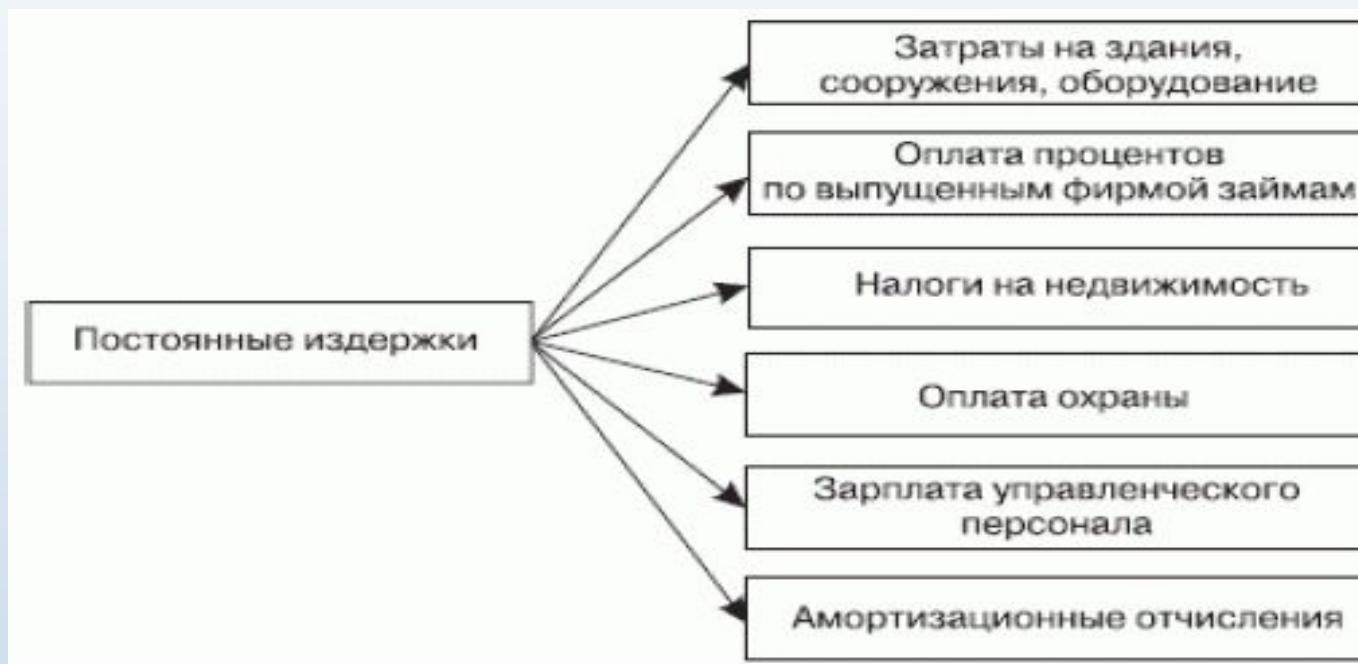 Затраты на здания,
сооружения, оборудование
Оплата процентов
по выпущенным фирмой займам
Налоги на недвижимость
Постоянные издержки
Оплата охраны
Зарплата управленческого
персонала
Амортизационные отчисления